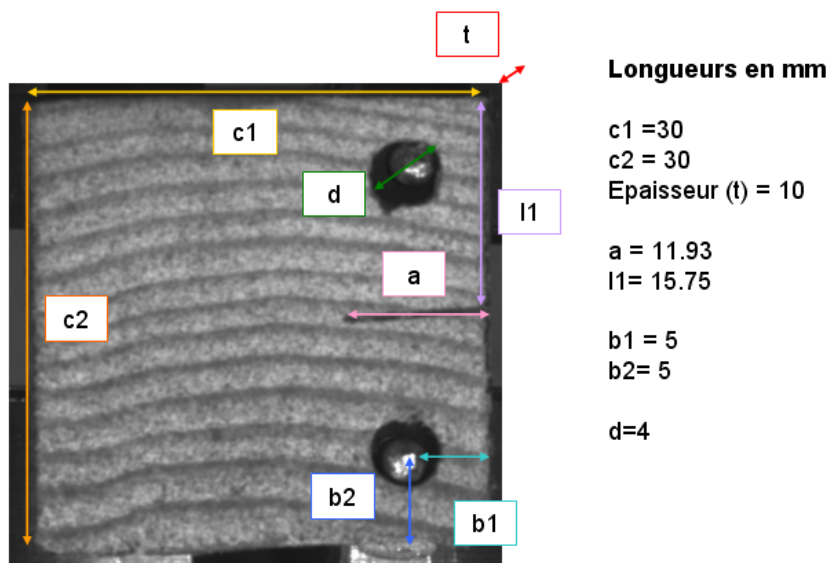 t
Longueurs en mm
c1
c1 =30
c2 = 30
Epaisseur (t) = 10
d
l1
a
a = 11.93
l1= 15.75
c2
b1 = 5
b2= 5
d=4
b2
b1